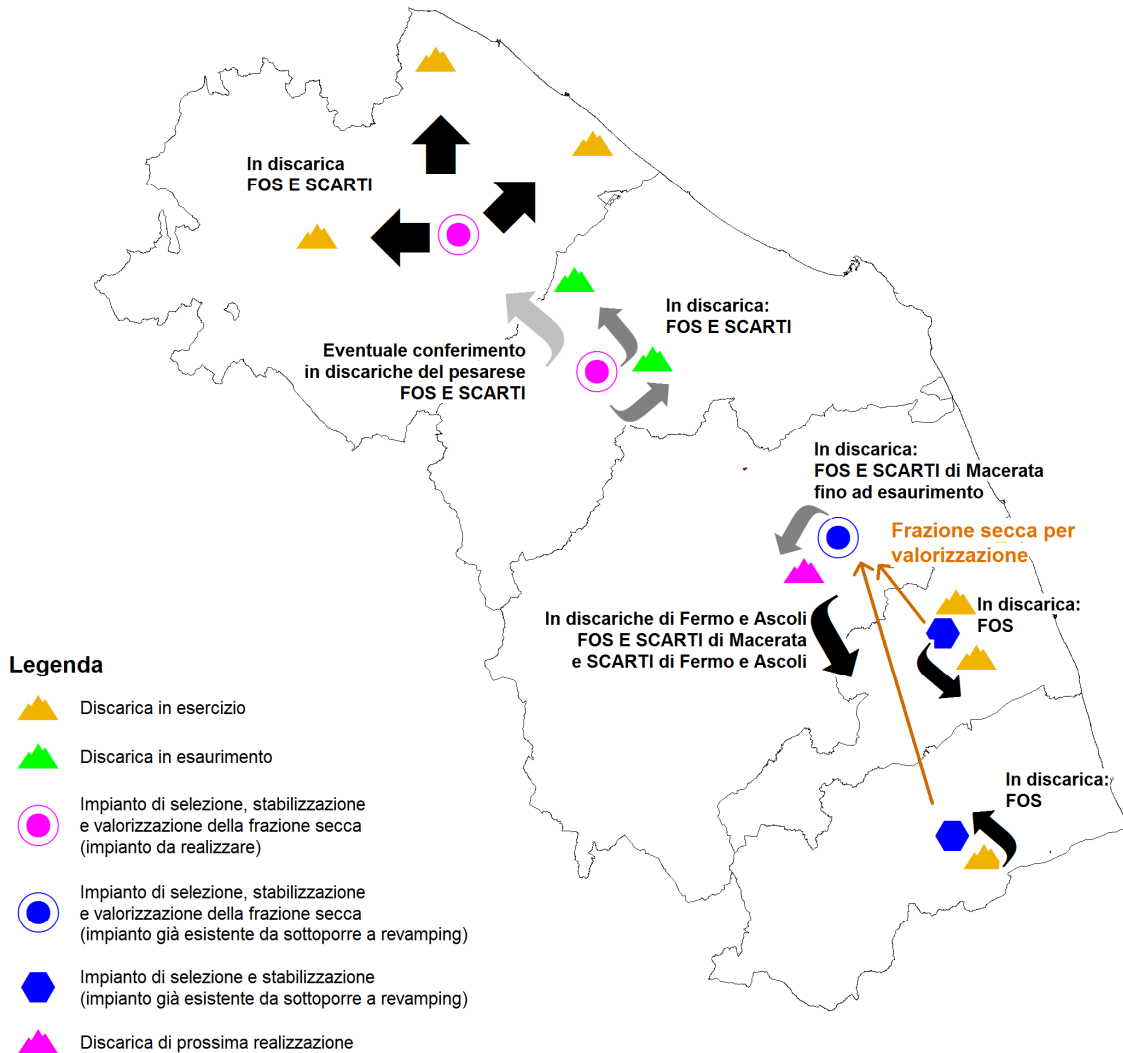 In discarica
FOS E SCARTI
In discarica:
FOS E SCARTI
Eventuale conferimento
in discariche del pesarese
FOS E SCARTI
In discarica:
FOS E SCARTI di Macerata
fino ad esaurimento
Frazione secca per
valorizzazione
In discarica:
FOS
In discariche di Fermo e Ascoli
FOS E SCARTI di Macerata
e SCARTI di Fermo e Ascoli
In discarica:
FOS
Legenda
Discarica in esercizio
Discarica in esaurimento
Impianto di selezione, stabilizzazione
e valorizzazione della frazione secca
(impianto da realizzare)
Impianto di selezione, stabilizzazione
e valorizzazione della frazione secca
(impianto già esistente da sottoporre a revamping)
Impianto di selezione e stabilizzazione
(impianto già esistente da sottoporre a revamping)
Discarica di prossima realizzazione